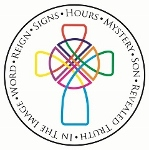 In the Image • Word • Reign • Signs • Hours • Mystery • Son • Revealed Truth •